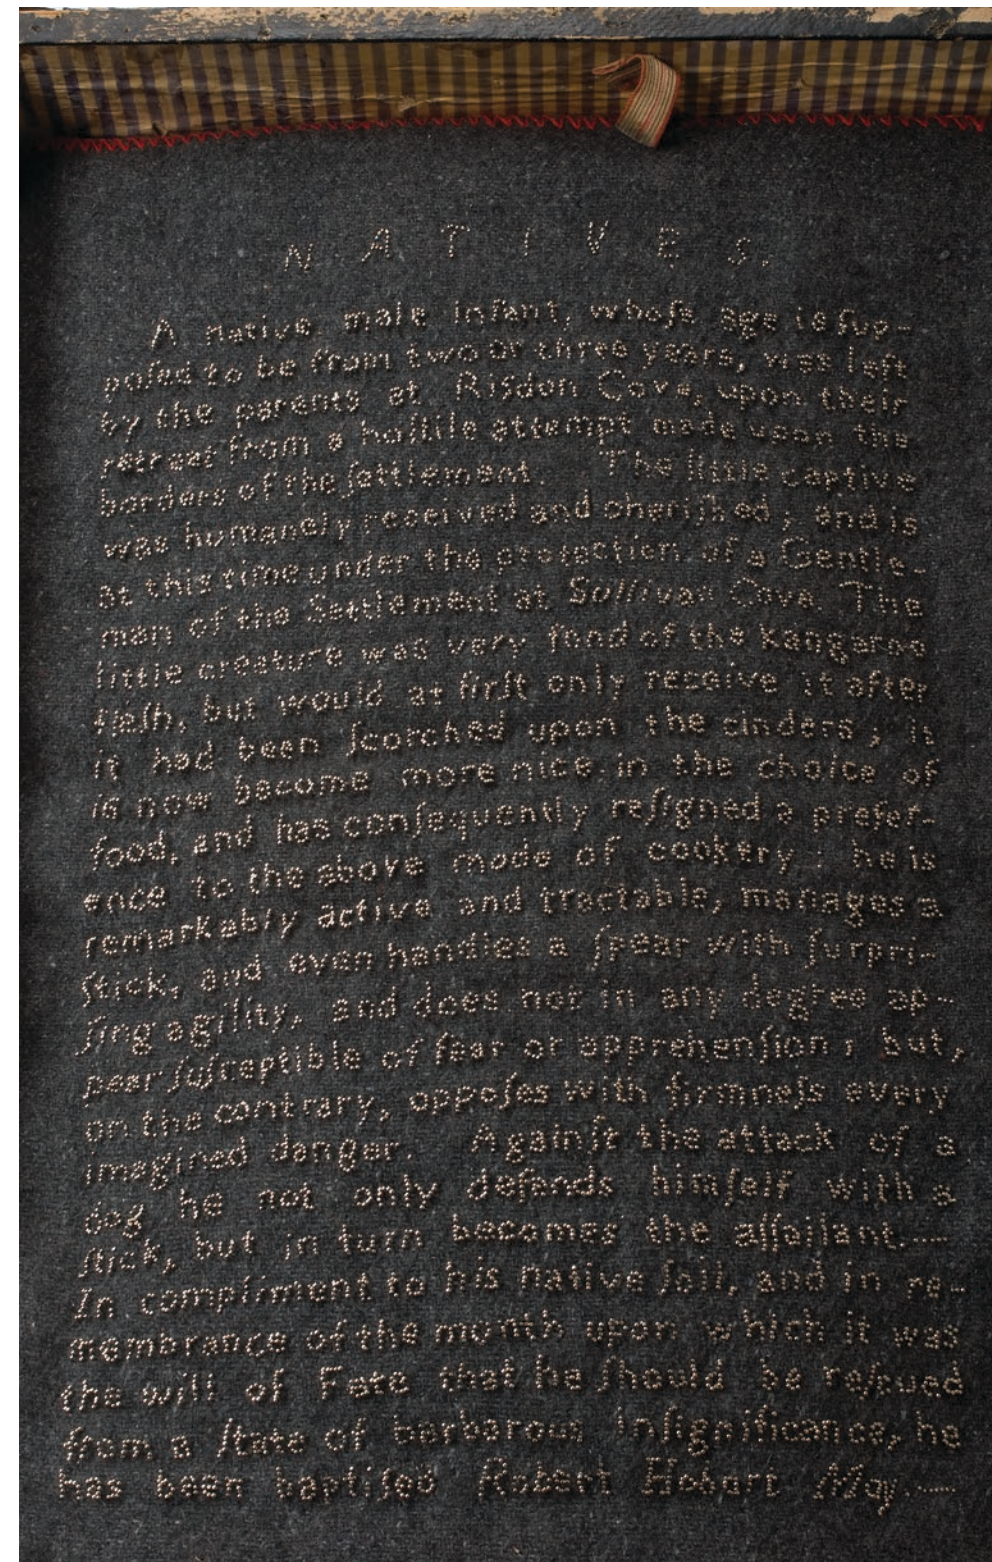 NATIVES.
A native male infant, whoſe age is ſup-
poſed to be from two or three years, was left
by the parents at Risdon Cove, upon their
retreat from a hoſtile attempt made upon the
borders of the ſettlement. The little captive
was humanely received and cheriſhed; and is
at this time under the protection of a Gentle-
man of the Settlement at Sullivan Cove. The
little creature was very fond of the kangaroo
fleſh, but would at firſt only receive it after
it had been ſcorched upon the cinders; it
is now become more nice in the choice of
food, and has conſequently reſigned a prefer-
ence to the above mode of cookery: he is
remarkably active and tractable, manages a
ſtick, and even handles a ſpear with ſurpri-
ſing agility, and does not in any degree ap-
pear ſuſceptible of fear or apprehenſion; but,
on the contrary, oppoſes with firmneſs every
imagined danger. Againſt the attack of a
dog he not only defends himſelf with a
ſtick, but in turn becomes the aſſailant.—
In compliment to his native ſoil, and in re-
membrance of the month upon which it was
the will of Fate that he ſhould be reſcued
from a ſtate of barbarous inſignificance, he
has been baptiſed Robert Hobart May.—